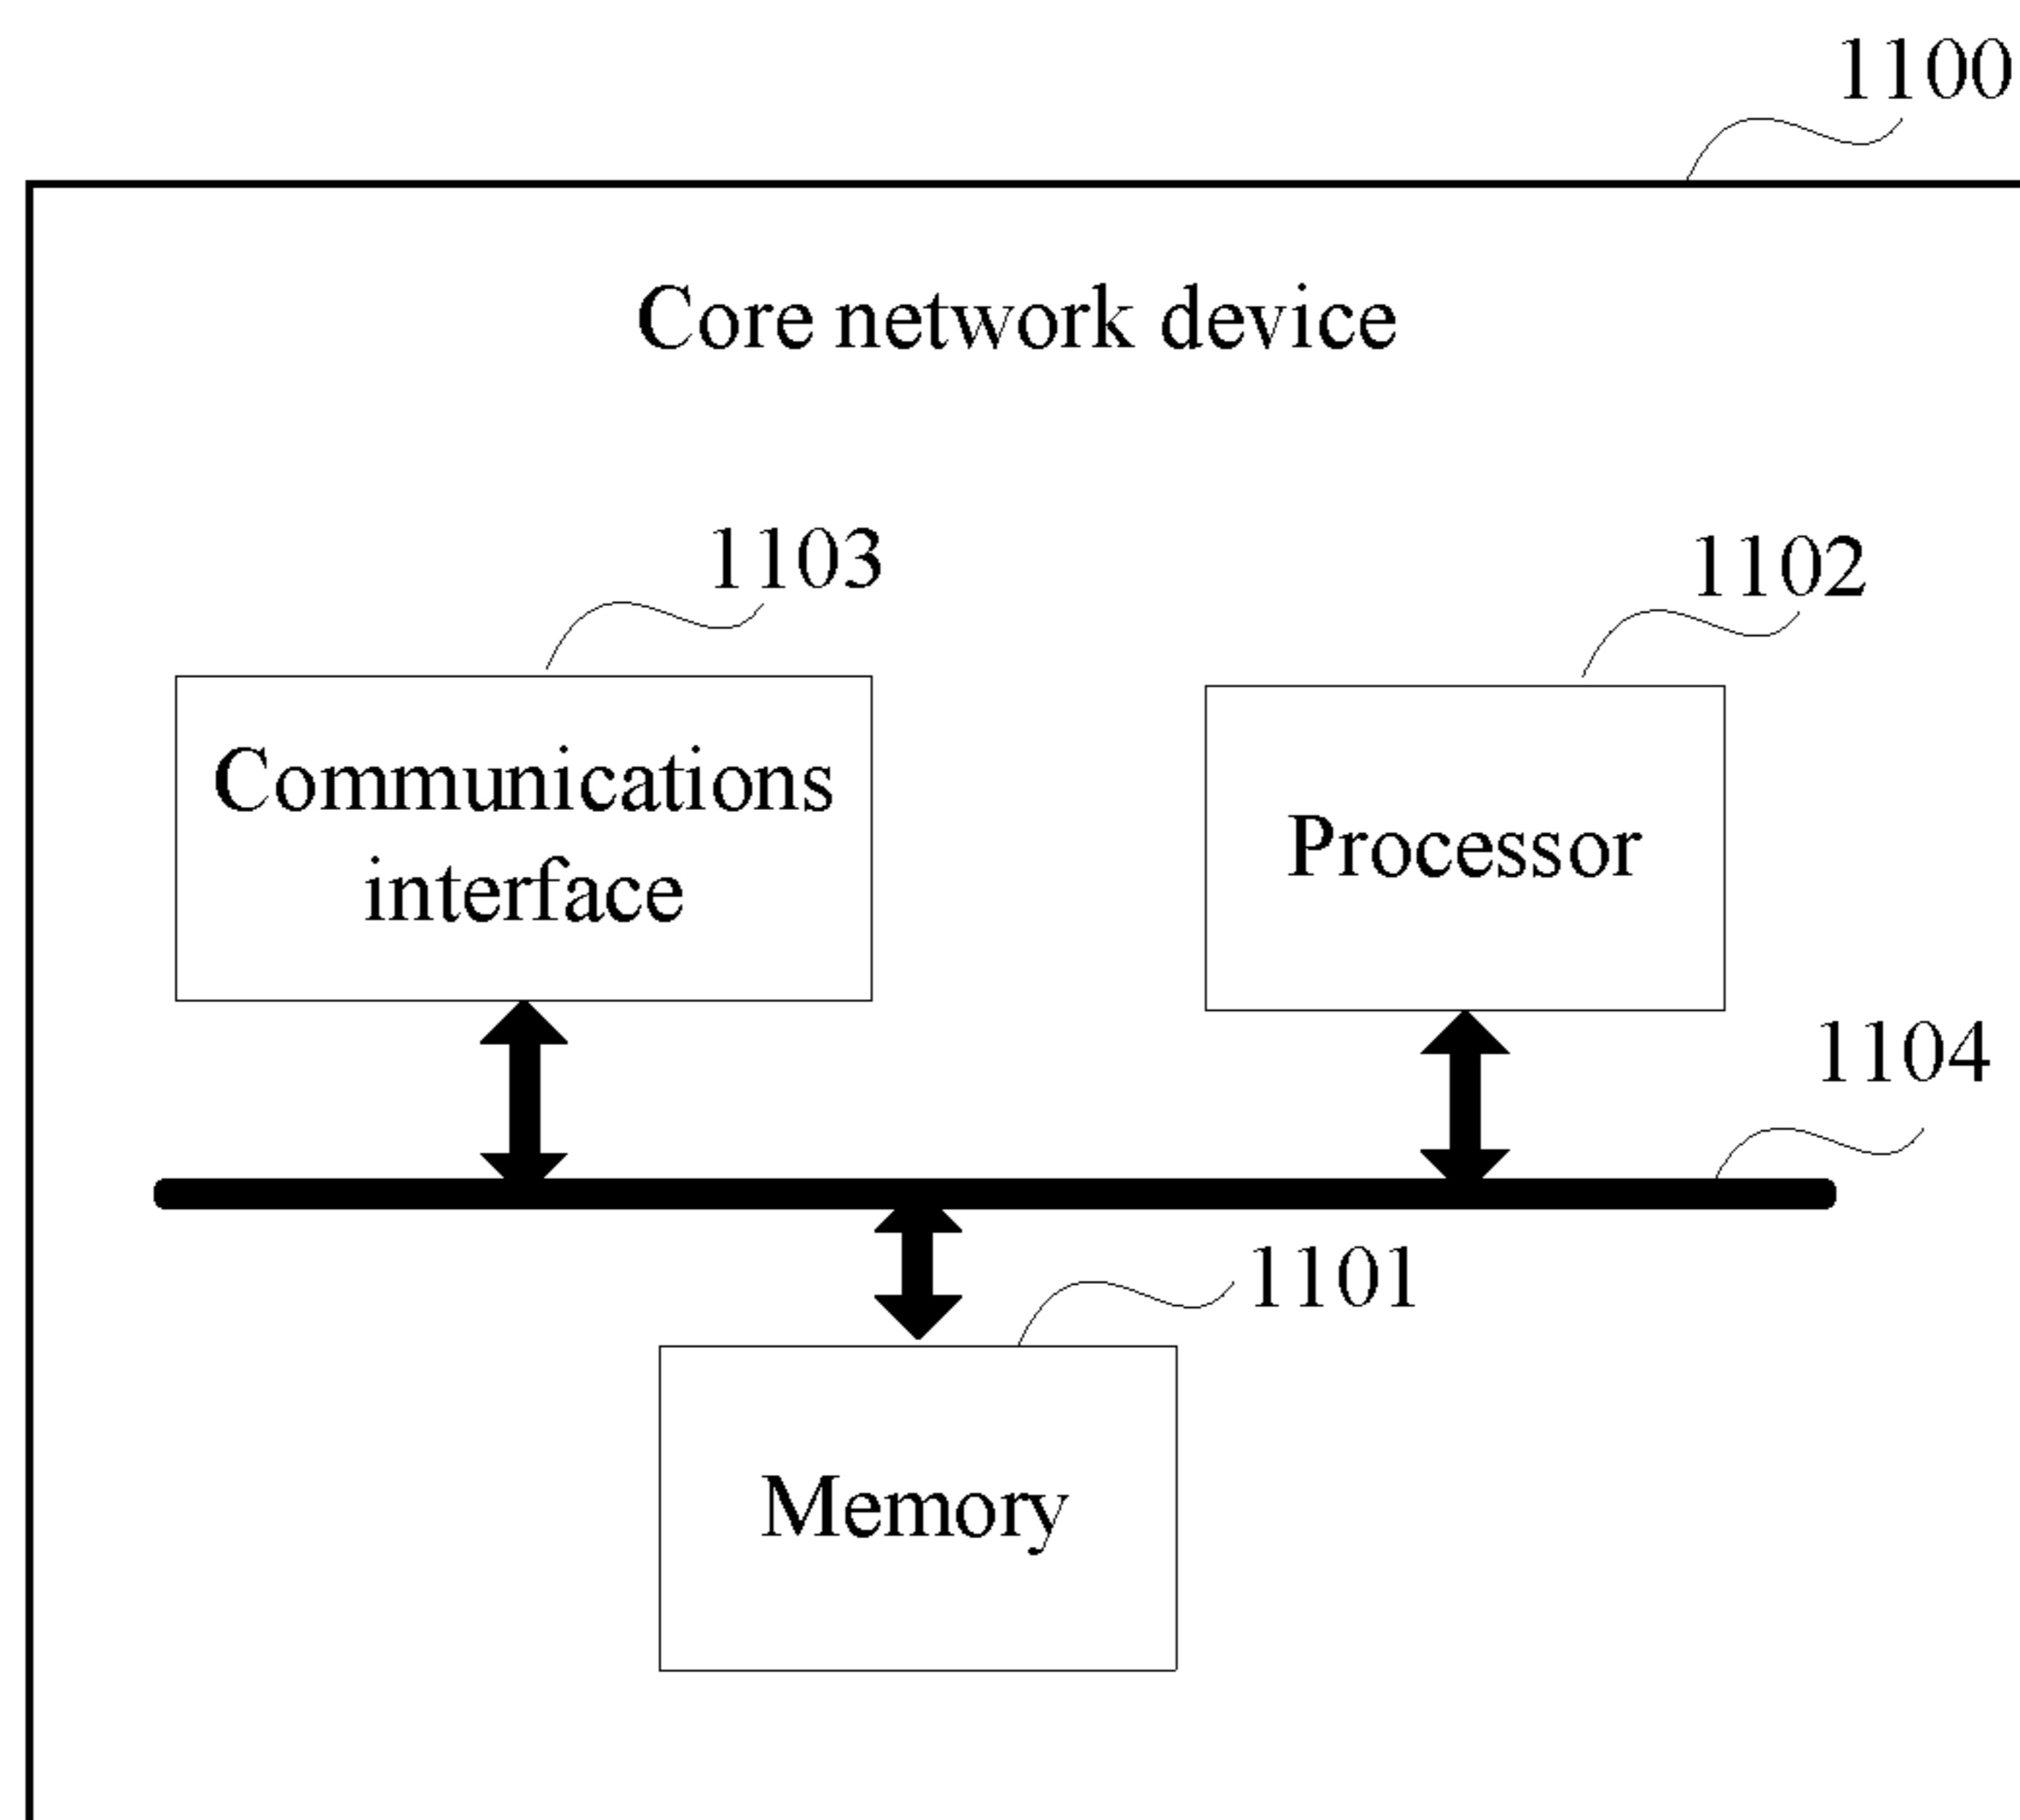 1100
Core network device
1103
1102
Communications
interface
Processor
1104
1101
Memory